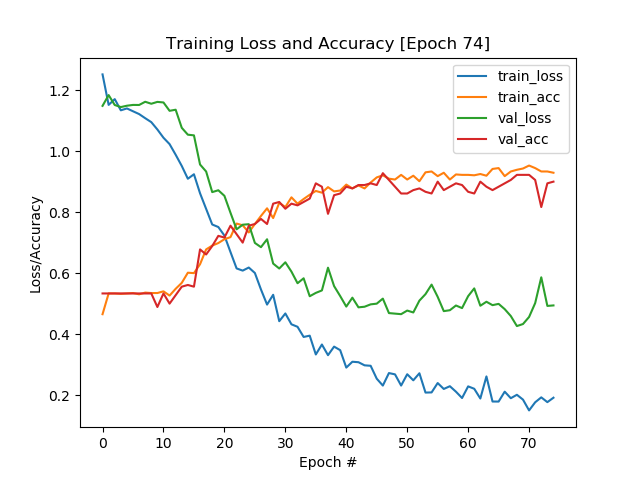 Training Loss and Accuracy [Epoch 74]
train_loss
train_acc
val_loss
val_acc
1.2
1.0
0.8
0.6
0.4
0.2
Loss/Accuracy
0 10 20 30 40 50 60 70
Epoch #